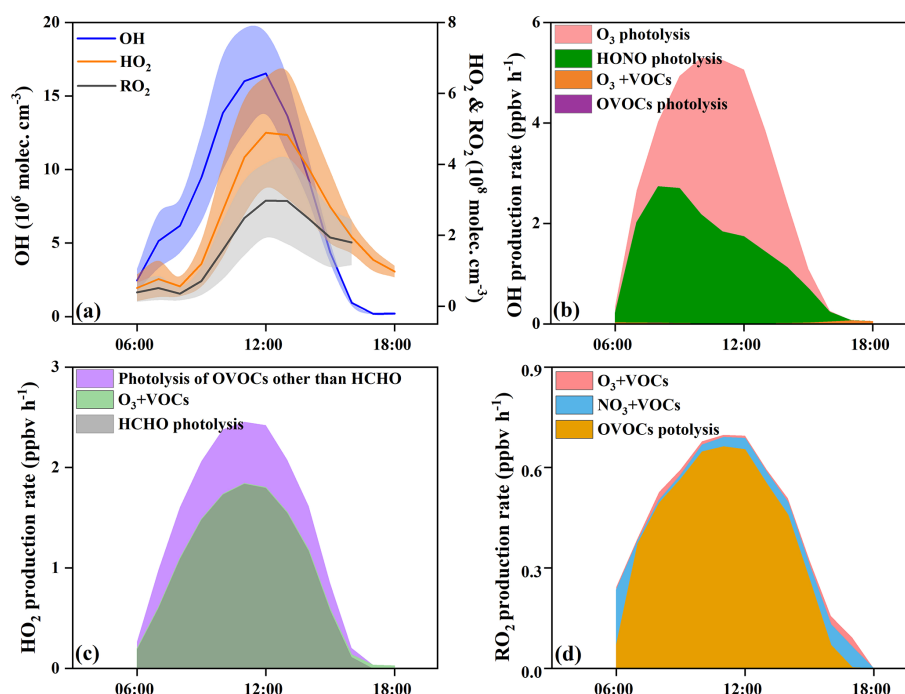 20
15
10
5
0
OH (10⁶ molec. cm⁻³)
OH
HO₂
RO₂
8
6
4
2
0
HO₂ & RO₂ (10⁸ molec. cm⁻³)
(a)
06:00
12:00
18:00
6
4
2
0
OH production rate (ppbv h⁻¹)
O₃ photolysis
HONO photolysis
O₃ +VOCs
OVOCs photolysis
(b)
06:00
12:00
18:00
3
2
1
0
HO₂ production rate (ppbv h⁻¹)
Photolysis of OVOCs other than HCHO
O₃+VOCs
HCHO photolysis
(c)
06:00
12:00
18:00
0.9
0.6
0.3
0.0
RO₂ production rate (ppbv h⁻¹)
O₃+VOCs
NO₃+VOCs
OVOCs potolysis
(d)
06:00
12:00
18:00